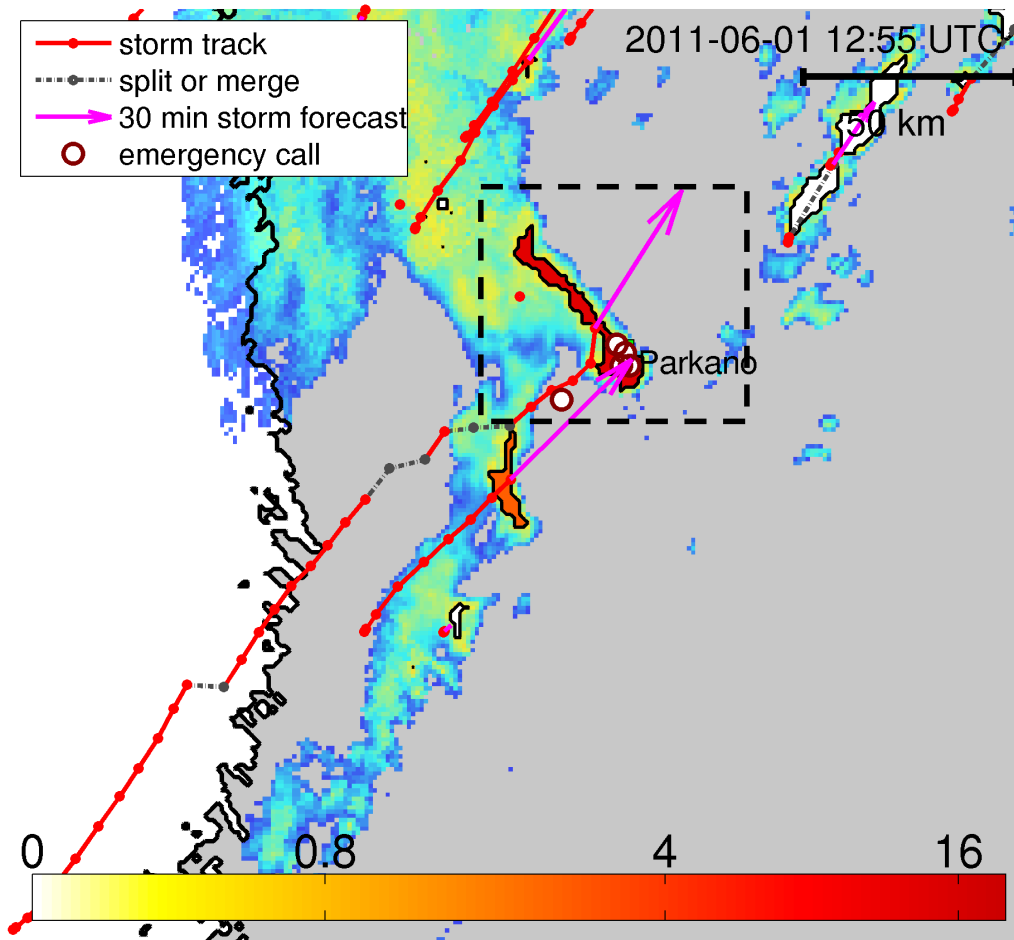 storm track
split or merge
30 min storm forecast
emergency call
2011-06-01 12:55 UTC
50 km
Parkano
0 0.8 4 16